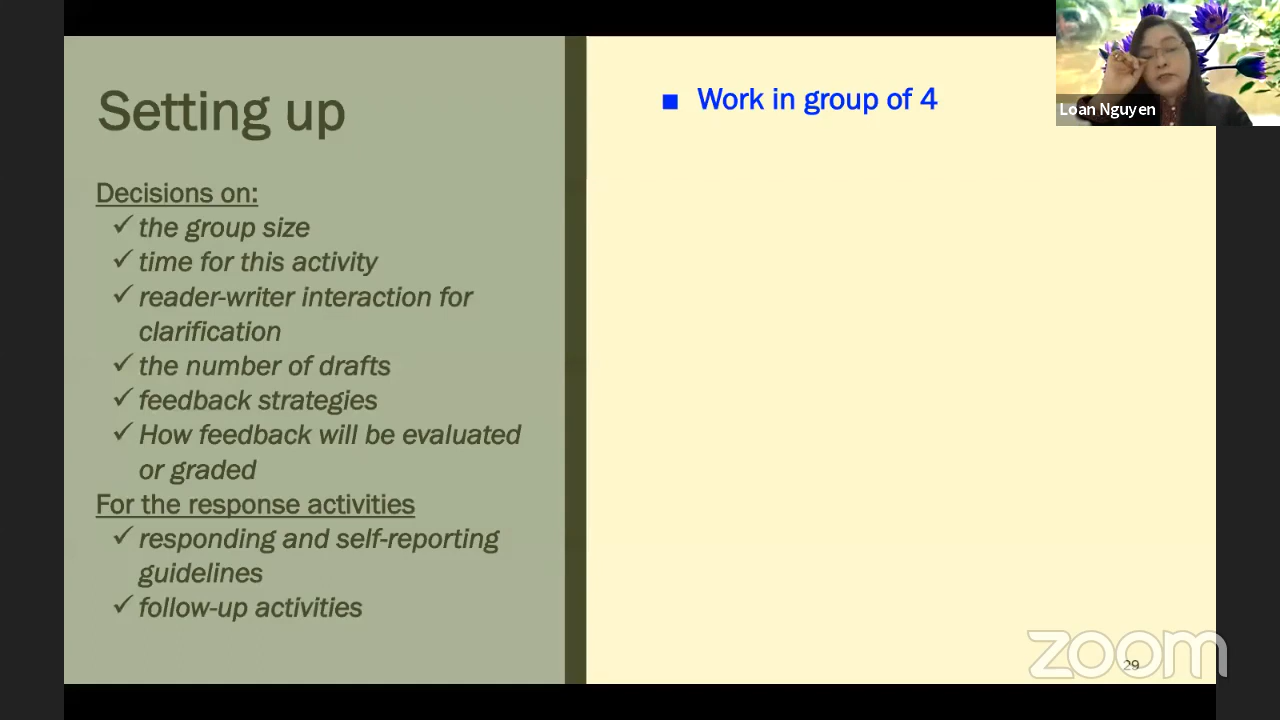 Setting up
Decisions on:
✓ the group size
✓ time for this activity
✓ reader-writer interaction for
clarification
✓ the number of drafts
✓ feedback strategies
✓ How feedback will be evaluated
or graded
For the response activities
✓ responding and self-reporting
guidelines
✓ follow-up activities
■ Work in group of 4
Loan Nguyen
zoom
29